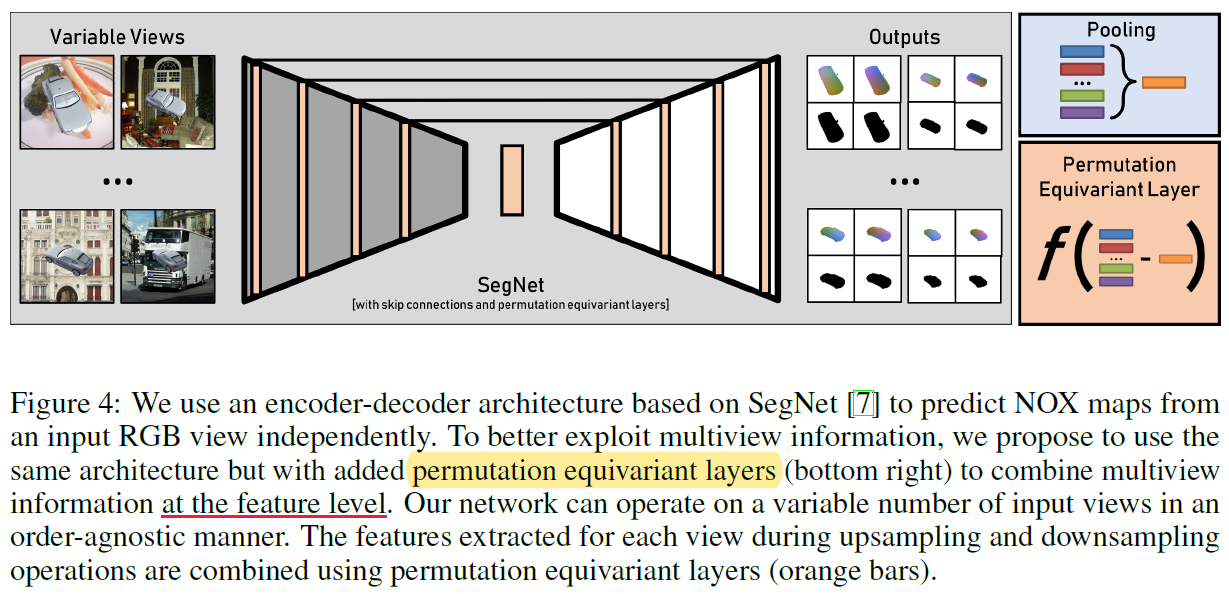 Variable Views
Outputs
Pooling
...
...
...
SegNet
[with skip connections and permutation equivariant layers]
Permutation
Equivariant Layer
f( ... - )
Figure 4: We use an encoder-decoder architecture based on SegNet [7] to predict NOX maps from
an input RGB view independently. To better exploit multiview information, we propose to use the
same architecture but with added permutation equivariant layers (bottom right) to combine multiview
information at the feature level. Our network can operate on a variable number of input views in an
order-agnostic manner. The features extracted for each view during upsampling and downsampling
operations are combined using permutation equivariant layers (orange bars).